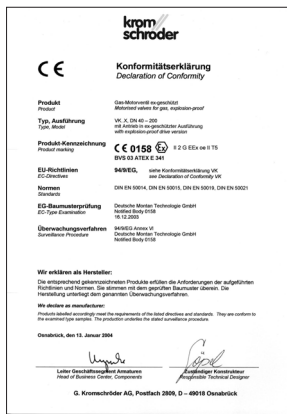 krom
schroder
CE
Konformitätserklärung
Declaration of Conformity
Produkt
Product
Gas-Motorventil ex-geschützt
Motorised valves for gas, explosion-proof
Typ, Ausführung
Type, Model
VK..X, DN 40 – 200
mit Antrieb in ex-geschützter Ausführung
with explosion-proof drive version
Produkt-Kennzeichnung
Product marking
CE 0158 Ex II 2 G EEx II T5
BVS 03 ATEX E 341
EU-Richtlinien
EC-Directives
94/9/EG, siehe Konformitätserklärung VK
see Declaration of Conformity VK
Normen
Standards
DIN EN 50014, DIN EN 50015, DIN EN 50019, DIN EN 50021
EG-Baumusterprüfung
EC-Type Examination
Deutsche Montan Technologie GmbH
Notified Body 0158
16.12.2003
Überwachungsverfahren
Surveillance Procedure
94/9/EG Annex VI
Deutsche Montan Technologie GmbH
Notified Body 0158
Wir erklären als Hersteller:
Die entsprechend gekennzeichneten Produkte erfüllen die Anforderungen der aufgeführten
Richtlinien und Normen. Sie stimmen mit dem geprüften Baumuster überein. Die
Herstellung unterliegt dem genannten Überwachungsverfahren.
We declare as manufacturer:
Products labelled accordingly meet the requirements of the listed directives and standards. They are conform to
the examined type samples. The production underlies the stated surveillance procedure.
Osnabrück, den 13. Januar 2004
Leiter Geschäftssegment Armaturen
Head of Business Center, Components
Zuständiger Konstrukteur
Responsible Technical Designer
G. Kromschröder AG, Postfach 2809, D – 49018 Osnabrück